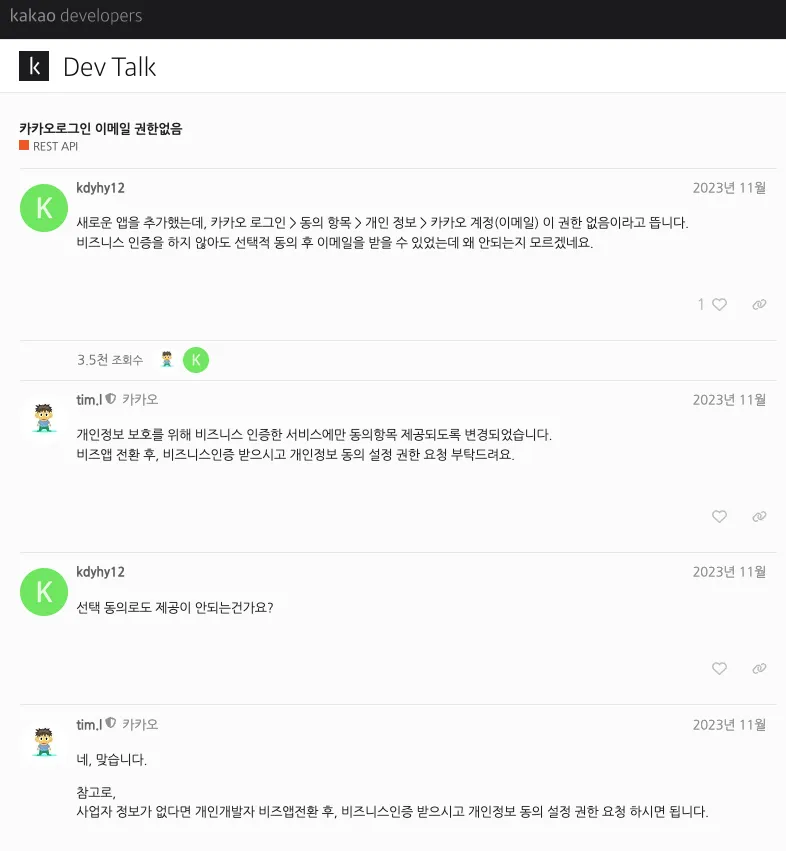 kakao developers
k Dev Talk
카카오로그인 이메일 권한없음
REST API
K kdyhy12 2023년 11월
새로운 앱을 추가했는데, 카카오 로그인 > 동의 항목 > 개인 정보 > 카카오 계정(이메일) 이 권한 없음이라고 뜹니다.
비즈니스 인증을 하지 않아도 선택적 동의 후 이메일을 받을 수 있었는데 왜 안되는지 모르겠네요.
1
3.5천 조회수 K
tim.l 카카오 2023년 11월
개인정보 보호를 위해 비즈니스 인증한 서비스에만 동의항목 제공되도록 변경되었습니다.
비즈앱 전환 후, 비즈니스인증 받으시고 개인정보 동의 설정 권한 요청 부탁드려요.
K kdyhy12 2023년 11월
선택 동의로도 제공이 안되는건가요?
tim.l 카카오 2023년 11월
네, 맞습니다.
참고로,
사업자 정보가 없다면 개인개발자 비즈앱전환 후, 비즈니스인증 받으시고 개인정보 동의 설정 권한 요청 하시면 됩니다.